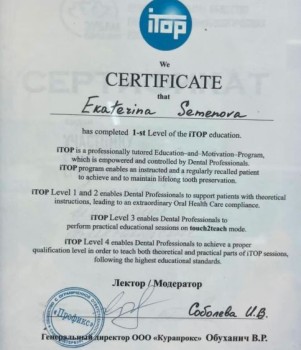 iTOP
We
CERTIFICATE
that
Ekaterina Semenova
has completed 1-st Level of the iTOP education.
iTOP is a professionally tutored Education-and-Motivation-Program,
which is empowered and controlled by Dental Professionals.
iTOP program enables an instructed and a regularly recalled patient
to achieve and to maintain lifelong tooth preservation.
iTOP Level 1 and 2 enables Dental Professionals to support patients with theoretical
instructions, leading to an extraordinary Oral Health Care compliance.
iTOP Level 3 enables Dental Professionals to
perform practical educational sessions on touch2teach mode.
iTOP Level 4 enables Dental Professionals to achieve a proper
qualification level in order to teach both theoretical and practical parts of iTOP sessions,
following the highest educational standards.
Лектор / Модератор
Соболева И.В.
«Профикс»
Генеральный директор ООО «Курапрокс» Обуханич В.Р.